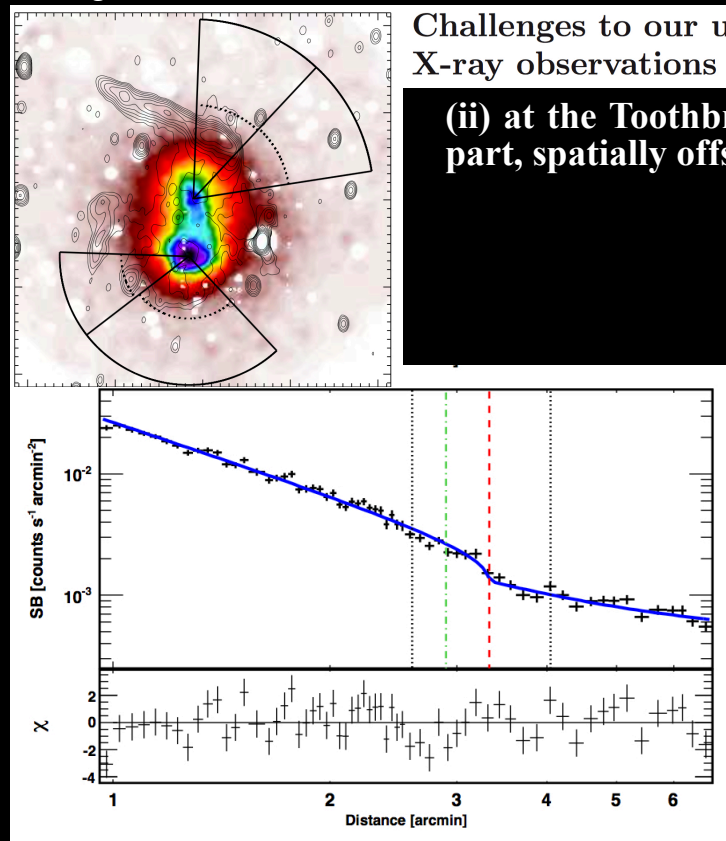 Challenges to our u
X-ray observations
(ii) at the Toothbr
part, spatially offs
10⁻²
10⁻³
SB [counts s⁻¹ arcmin⁻²]
2
0
-2
-4
χ
1 2 3 4 5 6
Distance [arcmin]